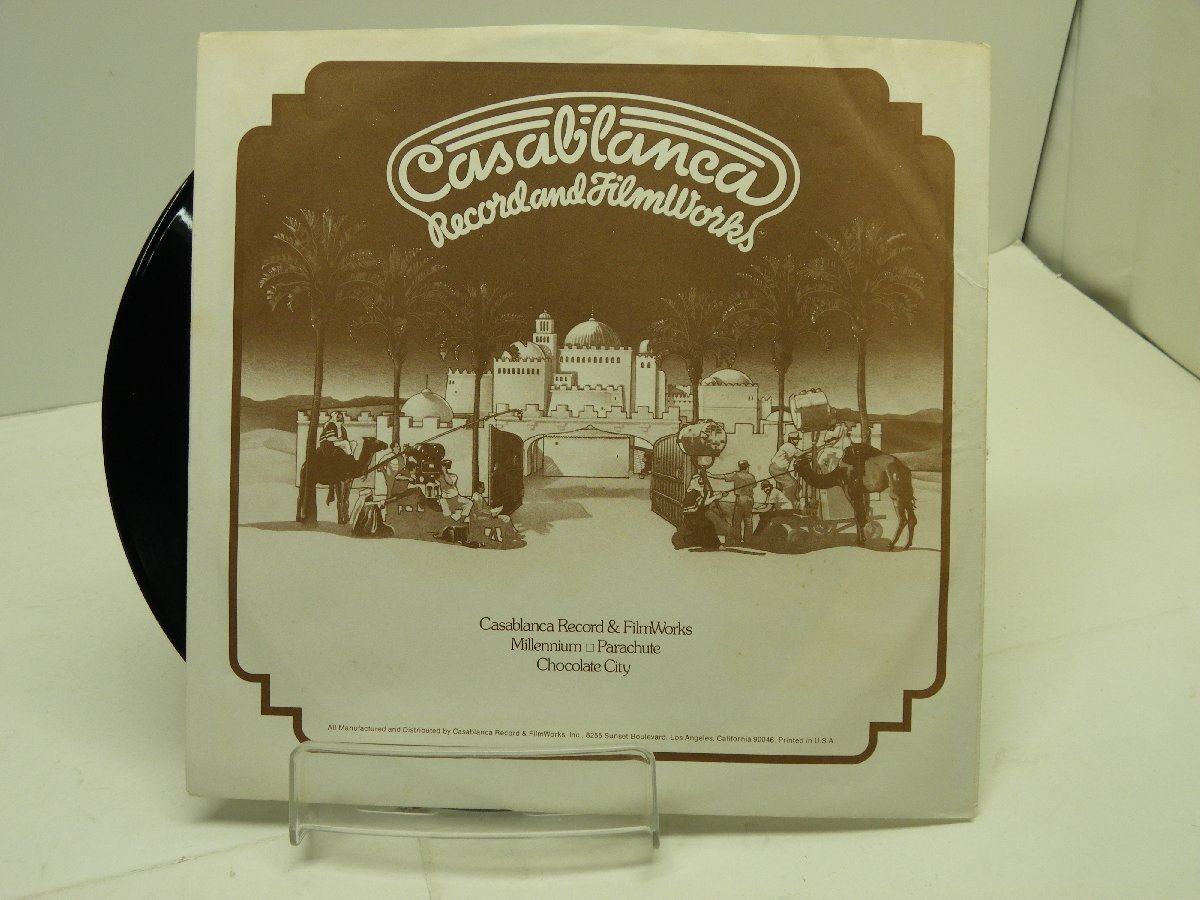 Casablanca
Record and FilmWorks
Casablanca Record & FilmWorks
Millennium □ Parachute
Chocolate City
All Manufactured and Distributed by Casablanca Record & FilmWorks, Inc., 8255 Sunset Boulevard, Los Angeles, California 90046. Printed in U.S.A.